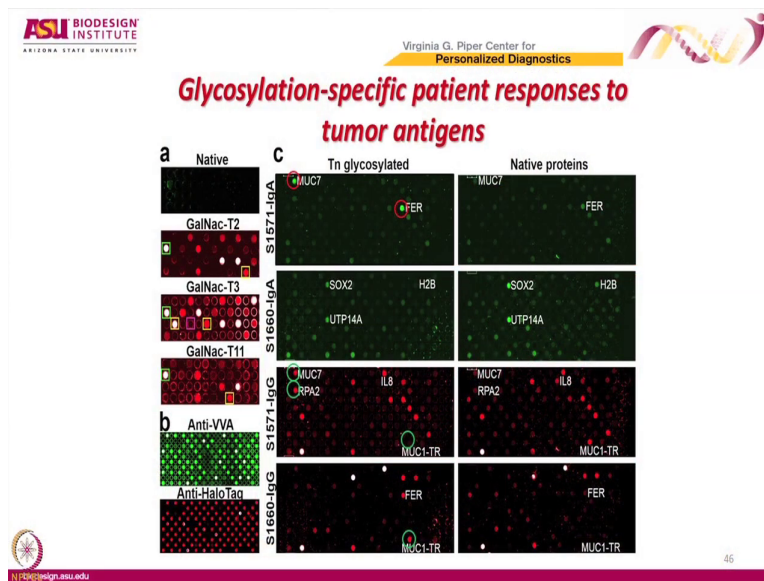 ASU BIODESIGN
INSTITUTE
ARIZONA STATE UNIVERSITY
Virginia G. Piper Center for
Personalized Diagnostics
Glycosylation-specific patient responses to
tumor antigens
a
Native
GalNac-T2
GalNac-T3
GalNac-T11
b
Anti-VVA
Anti-HaloTag
c
Tn glycosylated
Native proteins
S1571-IgA
MUC7
FER
MUC7
FER
S1660-IgA
SOX2
H2B
UTP14A
SOX2
H2B
UTP14A
S1571-IgG
MUC7
IL8
RPA2
MUC1-TR
MUC7
IL8
RPA2
MUC1-TR
S1660-IgG
FER
MUC1-TR
FER
MUC1-TR
46
biodesign.asu.edu